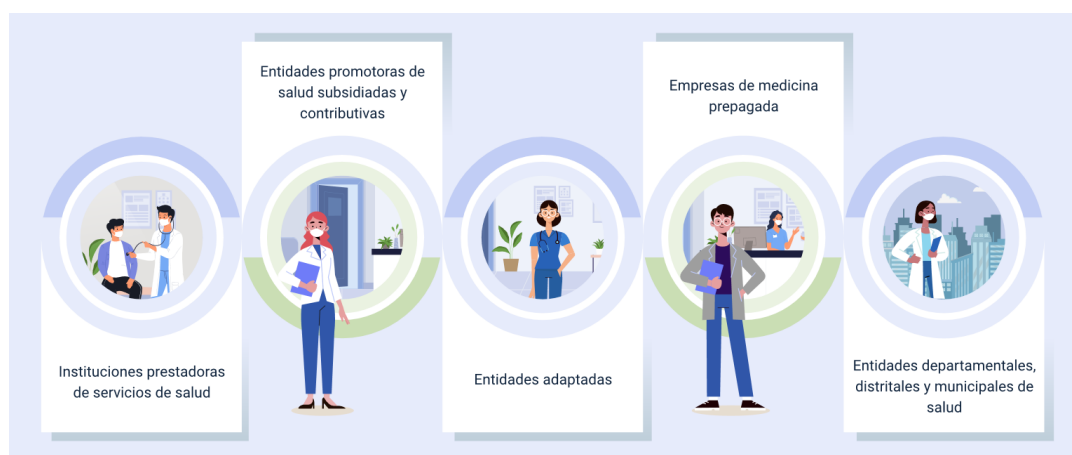 Instituciones prestadoras
de servicios de salud
Entidades promotoras de
salud subsidiadas y
contributivas
Entidades adaptadas
Empresas de medicina
prepagada
Entidades departamentales,
distritales y municipales de
salud